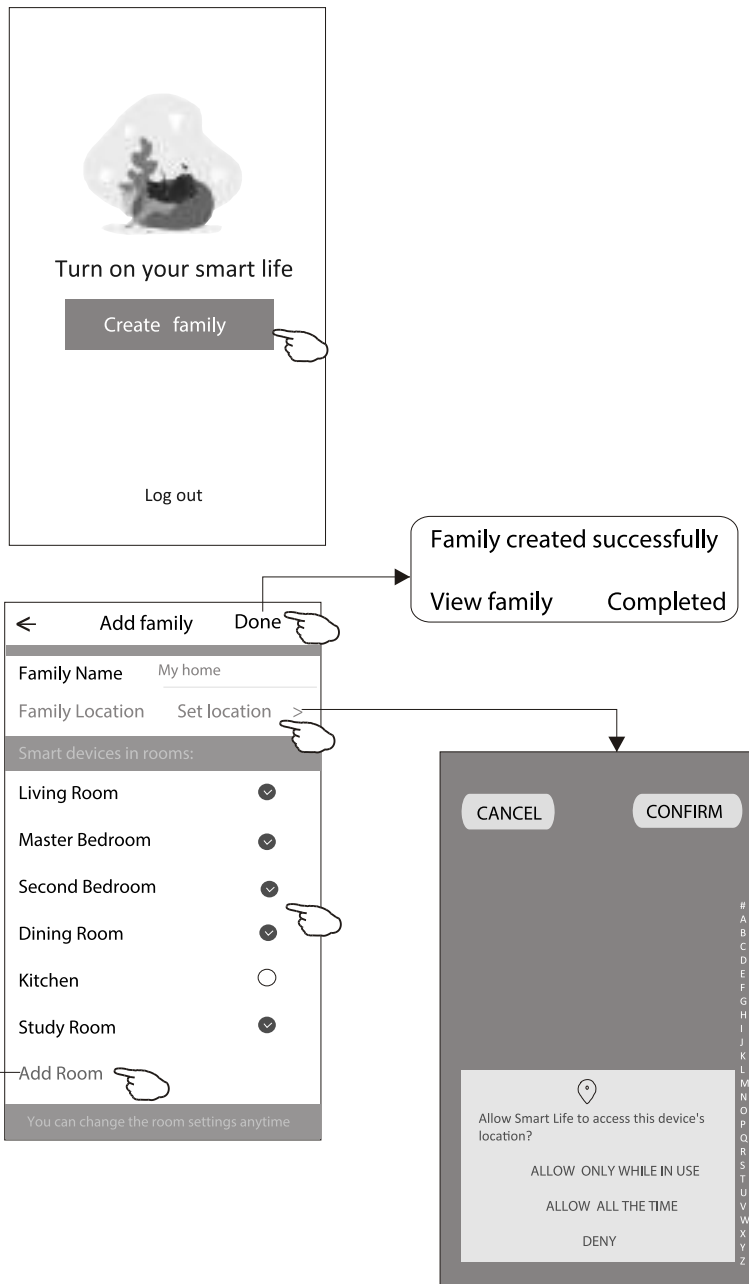 Turn on your smart life
Create family
Log out
Family created successfully
View family Completed
Add family Done
Family Name My home
Family Location Set location >
Smart devices in rooms:
Living Room
Master Bedroom
Second Bedroom
Dining Room
Kitchen
Study Room
Add Room
You can change the room settings anytime
CANCEL CONFIRM
#
A
B
C
D
E
F
G
H
I
J
K
L
M
N
O
P
Q
R
S
T
U
V
W
X
Y
Z
Allow Smart Life to access this device's
location?
ALLOW ONLY WHILE IN USE
ALLOW ALL THE TIME
DENY